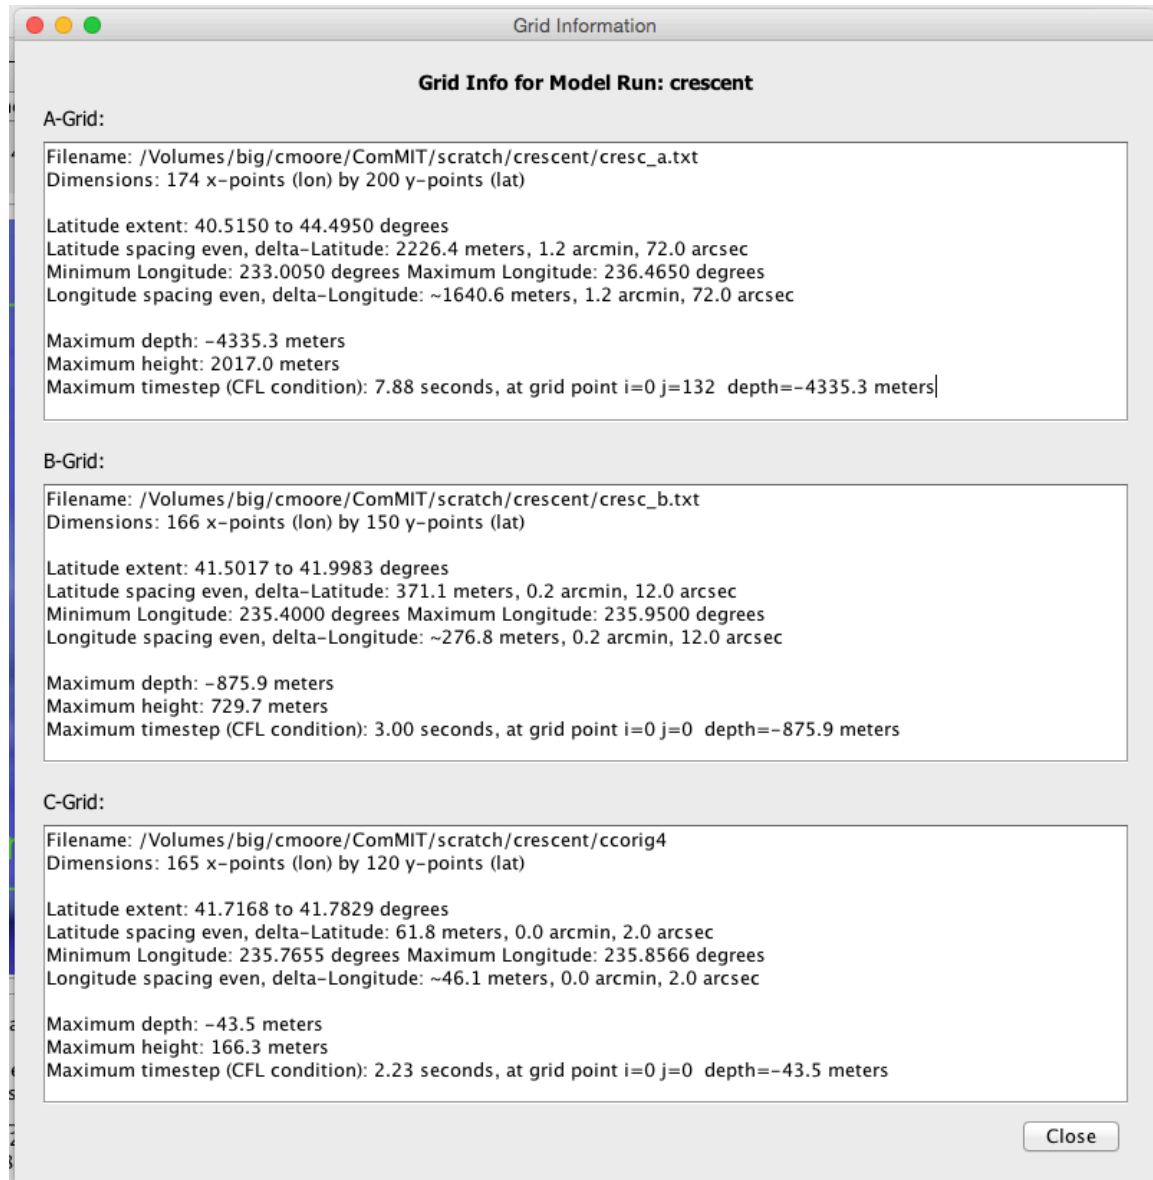 Grid Information
Grid Info for Model Run: crescent
A-Grid:
Filename: /Volumes/big/cmoore/ComMIT/scratch/crescent/cresc_a.txt
Dimensions: 174 x-points (lon) by 200 y-points (lat)
Latitude extent: 40.5150 to 44.4950 degrees
Latitude spacing even, delta-Latitude: 2226.4 meters, 1.2 arcmin, 72.0 arcsec
Minimum Longitude: 233.0050 degrees Maximum Longitude: 236.4650 degrees
Longitude spacing even, delta-Longitude: ~1640.6 meters, 1.2 arcmin, 72.0 arcsec
Maximum depth: -4335.3 meters
Maximum height: 2017.0 meters
Maximum timestep (CFL condition): 7.88 seconds, at grid point i=0 j=132  depth=-4335.3 meters
B-Grid:
Filename: /Volumes/big/cmoore/ComMIT/scratch/crescent/cresc_b.txt
Dimensions: 166 x-points (lon) by 150 y-points (lat)
Latitude extent: 41.5017 to 41.9983 degrees
Latitude spacing even, delta-Latitude: 371.1 meters, 0.2 arcmin, 12.0 arcsec
Minimum Longitude: 235.4000 degrees Maximum Longitude: 235.9500 degrees
Longitude spacing even, delta-Longitude: ~276.8 meters, 0.2 arcmin, 12.0 arcsec
Maximum depth: -875.9 meters
Maximum height: 729.7 meters
Maximum timestep (CFL condition): 3.00 seconds, at grid point i=0 j=0  depth=-875.9 meters
C-Grid:
Filename: /Volumes/big/cmoore/ComMIT/scratch/crescent/ccorig4
Dimensions: 165 x-points (lon) by 120 y-points (lat)
Latitude extent: 41.7168 to 41.7829 degrees
Latitude spacing even, delta-Latitude: 61.8 meters, 0.0 arcmin, 2.0 arcsec
Minimum Longitude: 235.7655 degrees Maximum Longitude: 235.8566 degrees
Longitude spacing even, delta-Longitude: ~46.1 meters, 0.0 arcmin, 2.0 arcsec
Maximum depth: -43.5 meters
Maximum height: 166.3 meters
Maximum timestep (CFL condition): 2.23 seconds, at grid point i=0 j=0  depth=-43.5 meters
Close